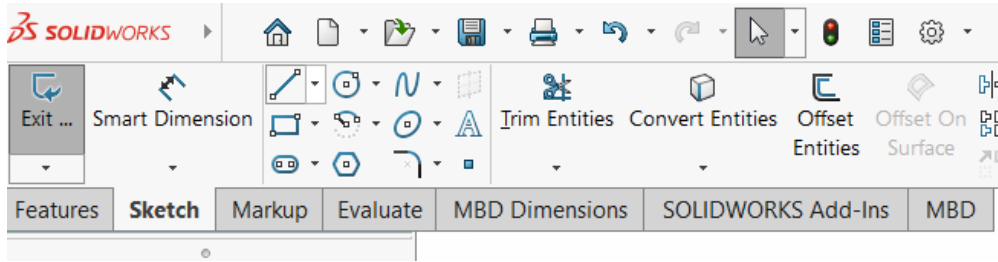 SOLIDWORKS
Exit ...
Smart Dimension
Trim Entities
Convert Entities
Offset
Entities
Offset On
Surface
Features
Sketch
Markup
Evaluate
MBD Dimensions
SOLIDWORKS Add-Ins
MBD